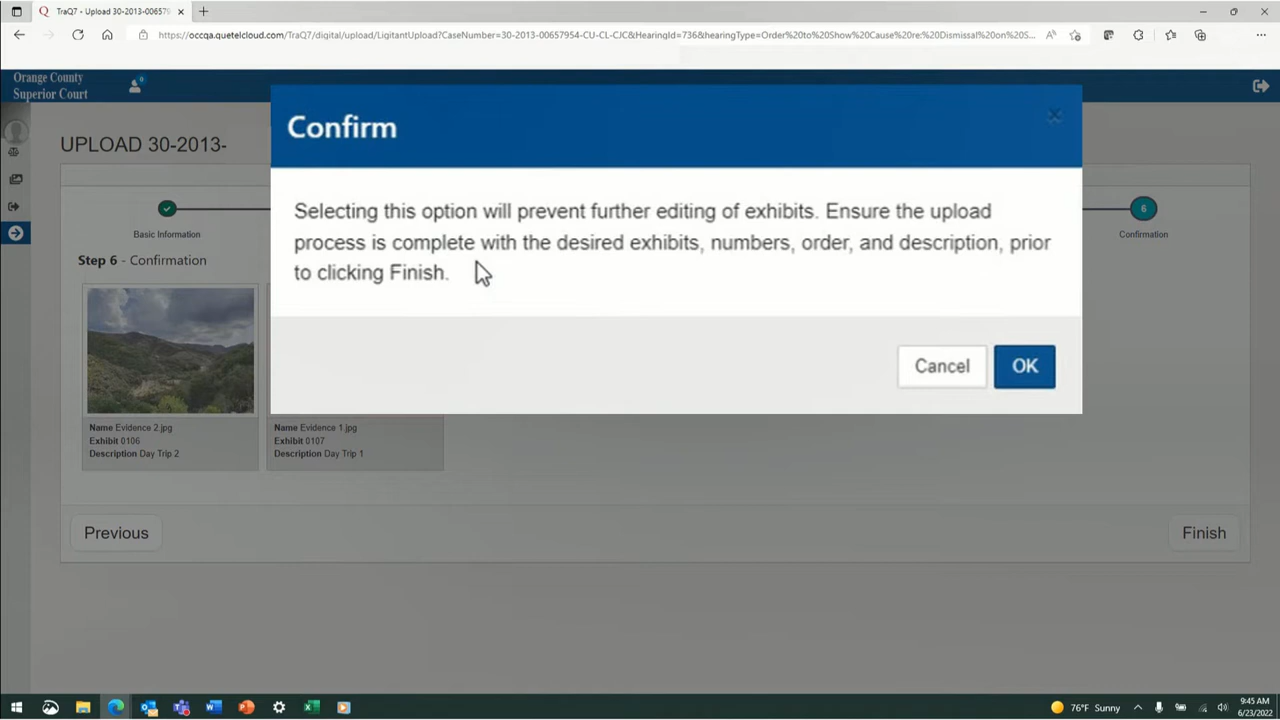 TraQ7 - Upload 30-2013-00657
https://occqa.quetelcloud.com/TraQ7/digital/upload/LigitantUpload?CaseNumber=30-2013-00657954-CU-CL-CJC&HearingId=736&hearingType=Order%20to%20Show%20Cause%20re:%20Dismissal%20on%20S...
Orange County
Superior Court
0
Confirm
UPLOAD 30-2013-
Selecting this option will prevent further editing of exhibits. Ensure the upload
process is complete with the desired exhibits, numbers, order, and description, prior
to clicking Finish.
6
Basic Information
Confirmation
Step 6 - Confirmation
Cancel
OK
Name Evidence 2.jpg
Exhibit 0106
Description Day Trip 2
Name Evidence 1.jpg
Exhibit 0107
Description Day Trip 1
Previous
Finish
76°F Sunny
9:45 AM
6/23/2022